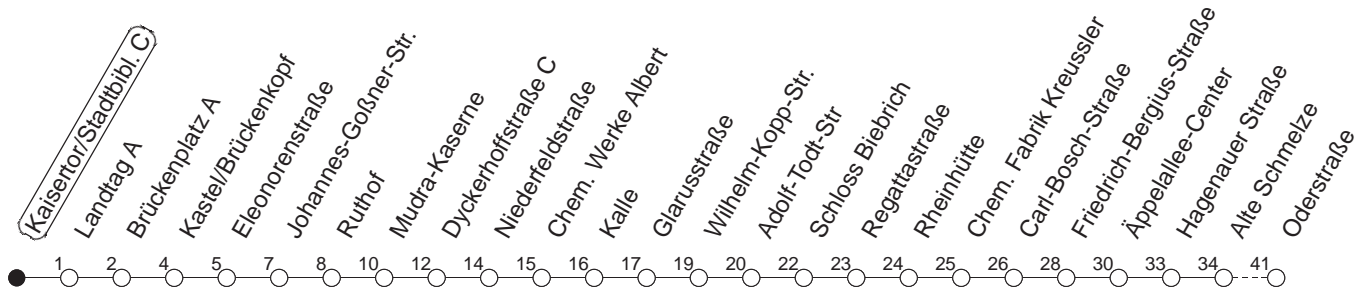 Kaisertor/Stadtbibl. C
Landtag A
Brückenplatz A
Kastel/Brückenkopf
Eleonorenstraße
Johannes-Goßner-Str.
Ruthof
Mudra-Kaserne
Dyckerhoffstraße C
Niederfeldstraße
Chem. Werke Albert
Kalle
Glarusstraße
Wilhelm-Kopp-Str.
Adolf-Todt-Str
Schloss Biebrich
Regattastraße
Rheinhütte
Chem. Fabrik Kreussler
Carl-Bosch-Straße
Friedrich-Bergius-Straße
Äppelallee-Center
Hagenauer Straße
Alte Schmelze
Oderstraße
1 2 4 5 7 8 10 12 14 15 16 17 19 20 22 23 24 25 26 28 30 33 34 41